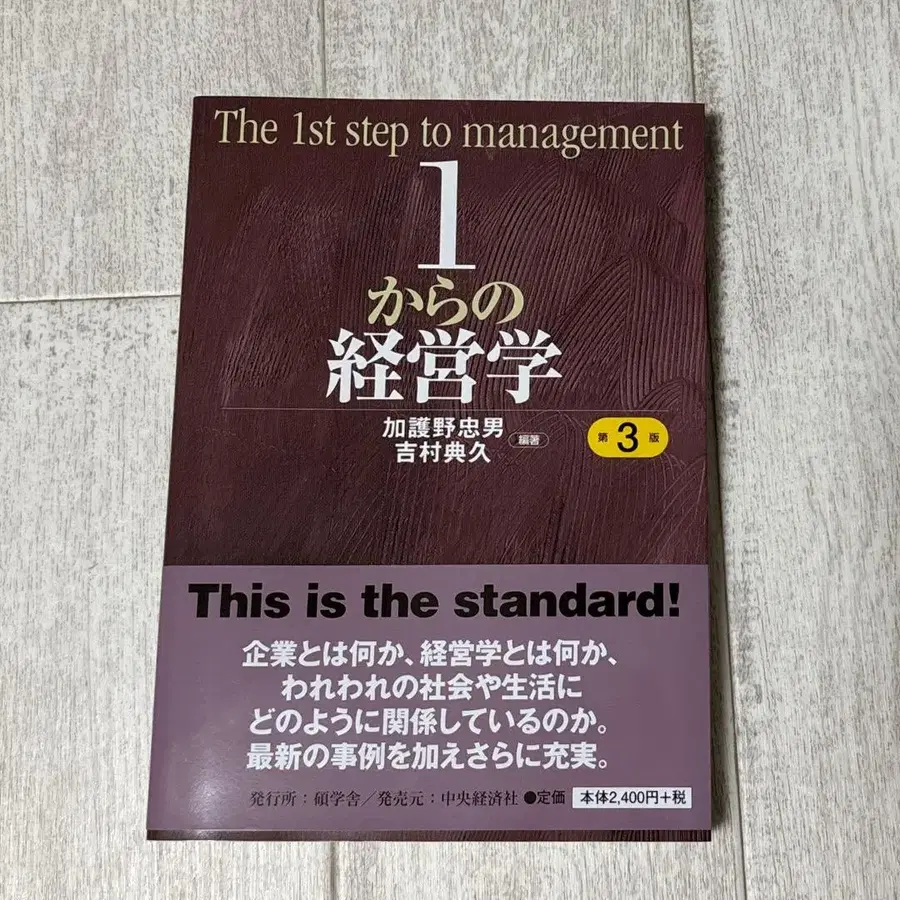 The 1st step to management
1
からの
経営学
加護野忠男
吉村典久
編著
第3版
This is the standard!
企業とは何か、経営学とは何か、
われわれの社会や生活に
どのように関係しているのか。
最新の事例を加えさらに充実。
発行所：碩学舎／発売元：中央経済社 ●定価 本体2,400円+税